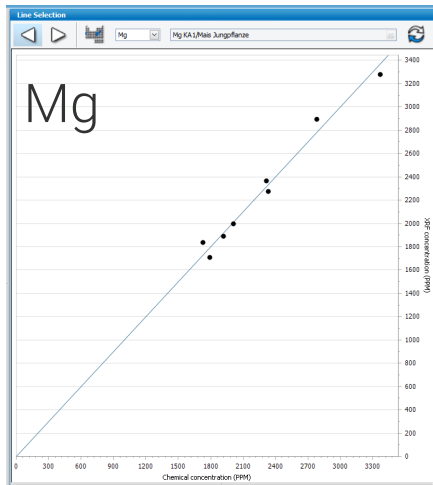 Line Selection
Mg
Mg KA1/Mais Jungpflanze
Mg
3400
3200
3000
2800
2600
2400
2200
2000
1800
1600
1400
1200
1000
800
600
400
200
0
XRF concentration (PPM)
0 300 600 900 1200 1500 1800 2100 2400 2700 3000 3300
Chemical concentration (PPM)